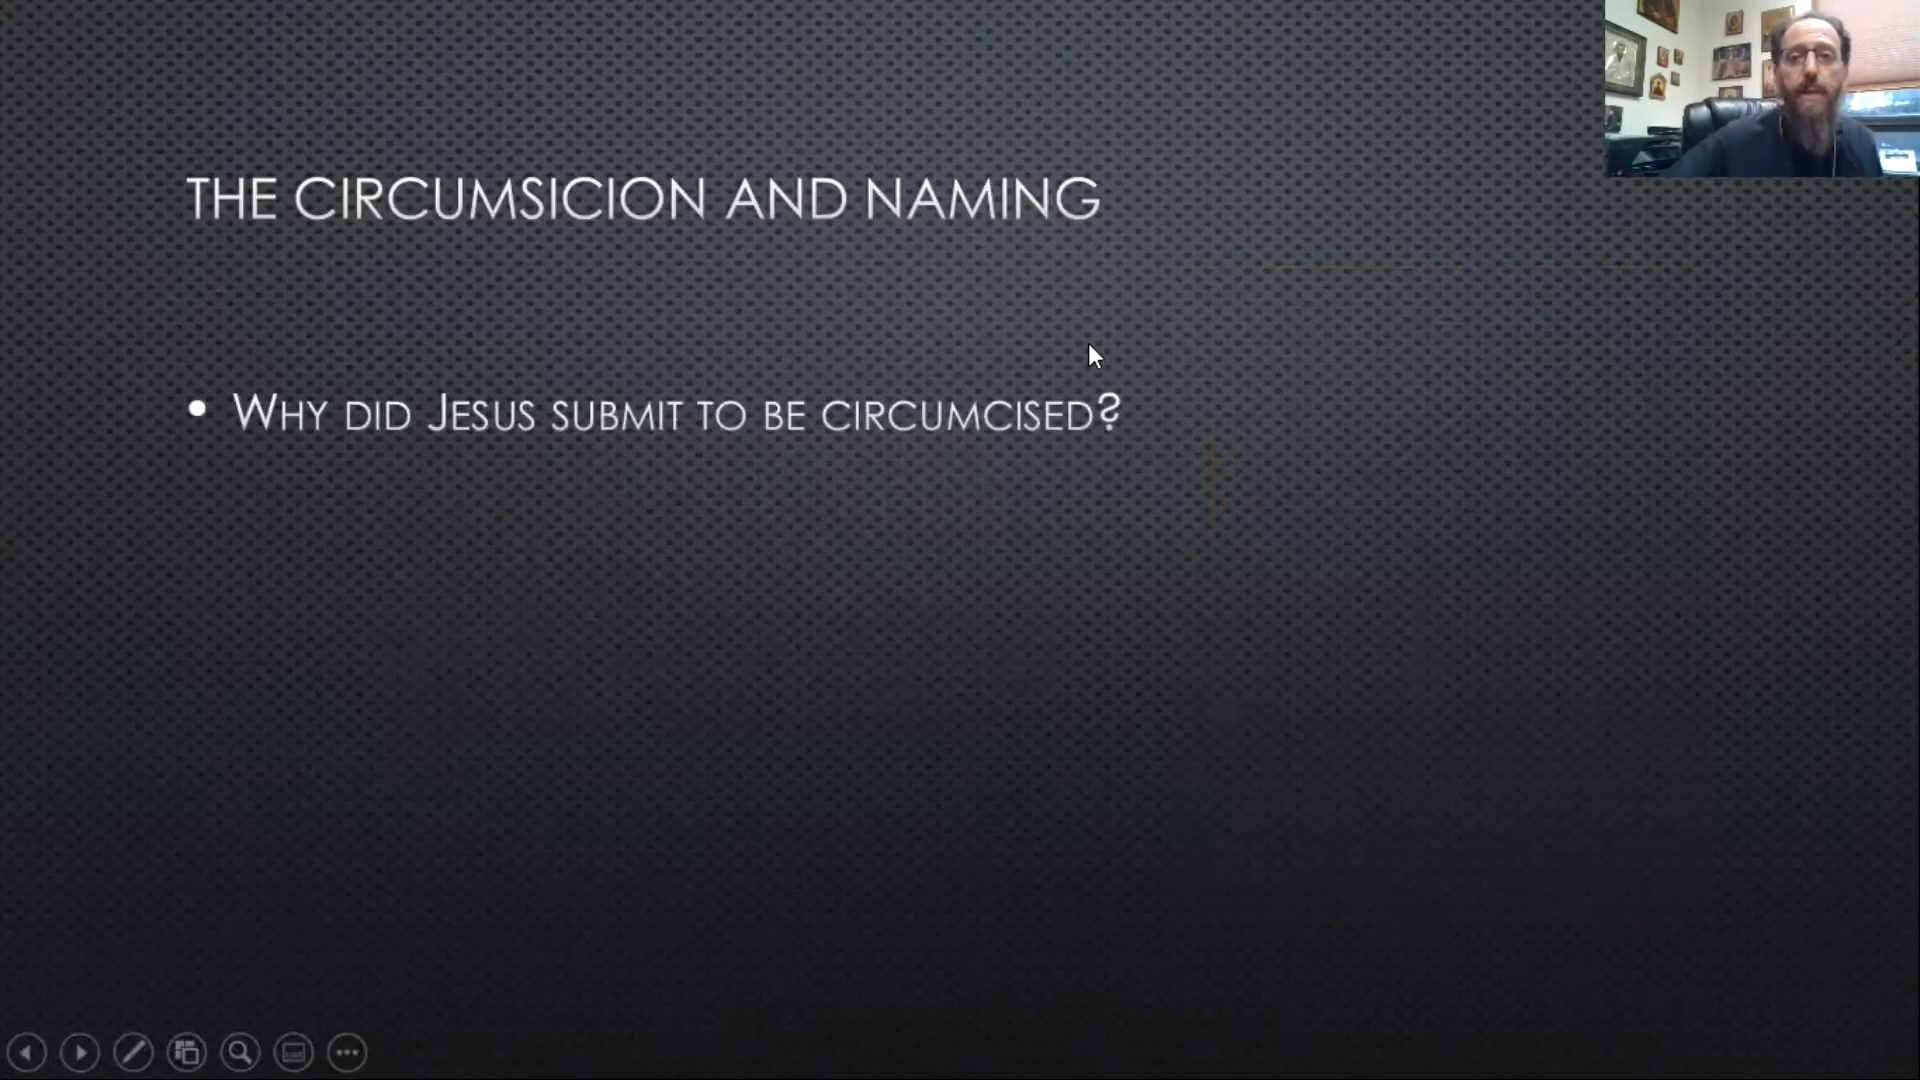 THE CIRCUMSICION AND NAMING
• WHY DID JESUS SUBMIT TO BE CIRCUMCISED?